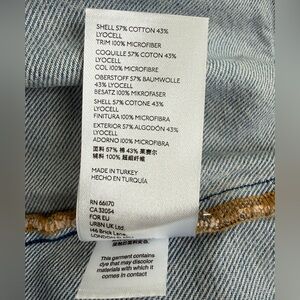 SHELL 57% COTTON 43%
LYOCELL
TRIM 100% MICROFIBER
COQUILLE 57% COTON 43%
LYOCELL
COL 100% MICROFIBRE
OBERSTOFF 57% BAUMWOLLE
43% LYOCELL
BESATZ 100% MIKROFASER
SHELL 57% COTONE 43%
LYOCELL
FINITURA 100% MICROFIBRA
EXTERIOR 57% ALGODÓN 43%
LYOCELL
ADORNO 100% MICROFIBRA
面料 57% 棉 43% 莱赛尔
辅料 100% 超细纤维
MADE IN TURKEY
HECHO EN TURQUÍA
RN 66170
CA 32054
FOR EU
URBN UK Ltd.
146 Brick Lane
This garment contains
dye that may discolor
materials with which it
comes in contact